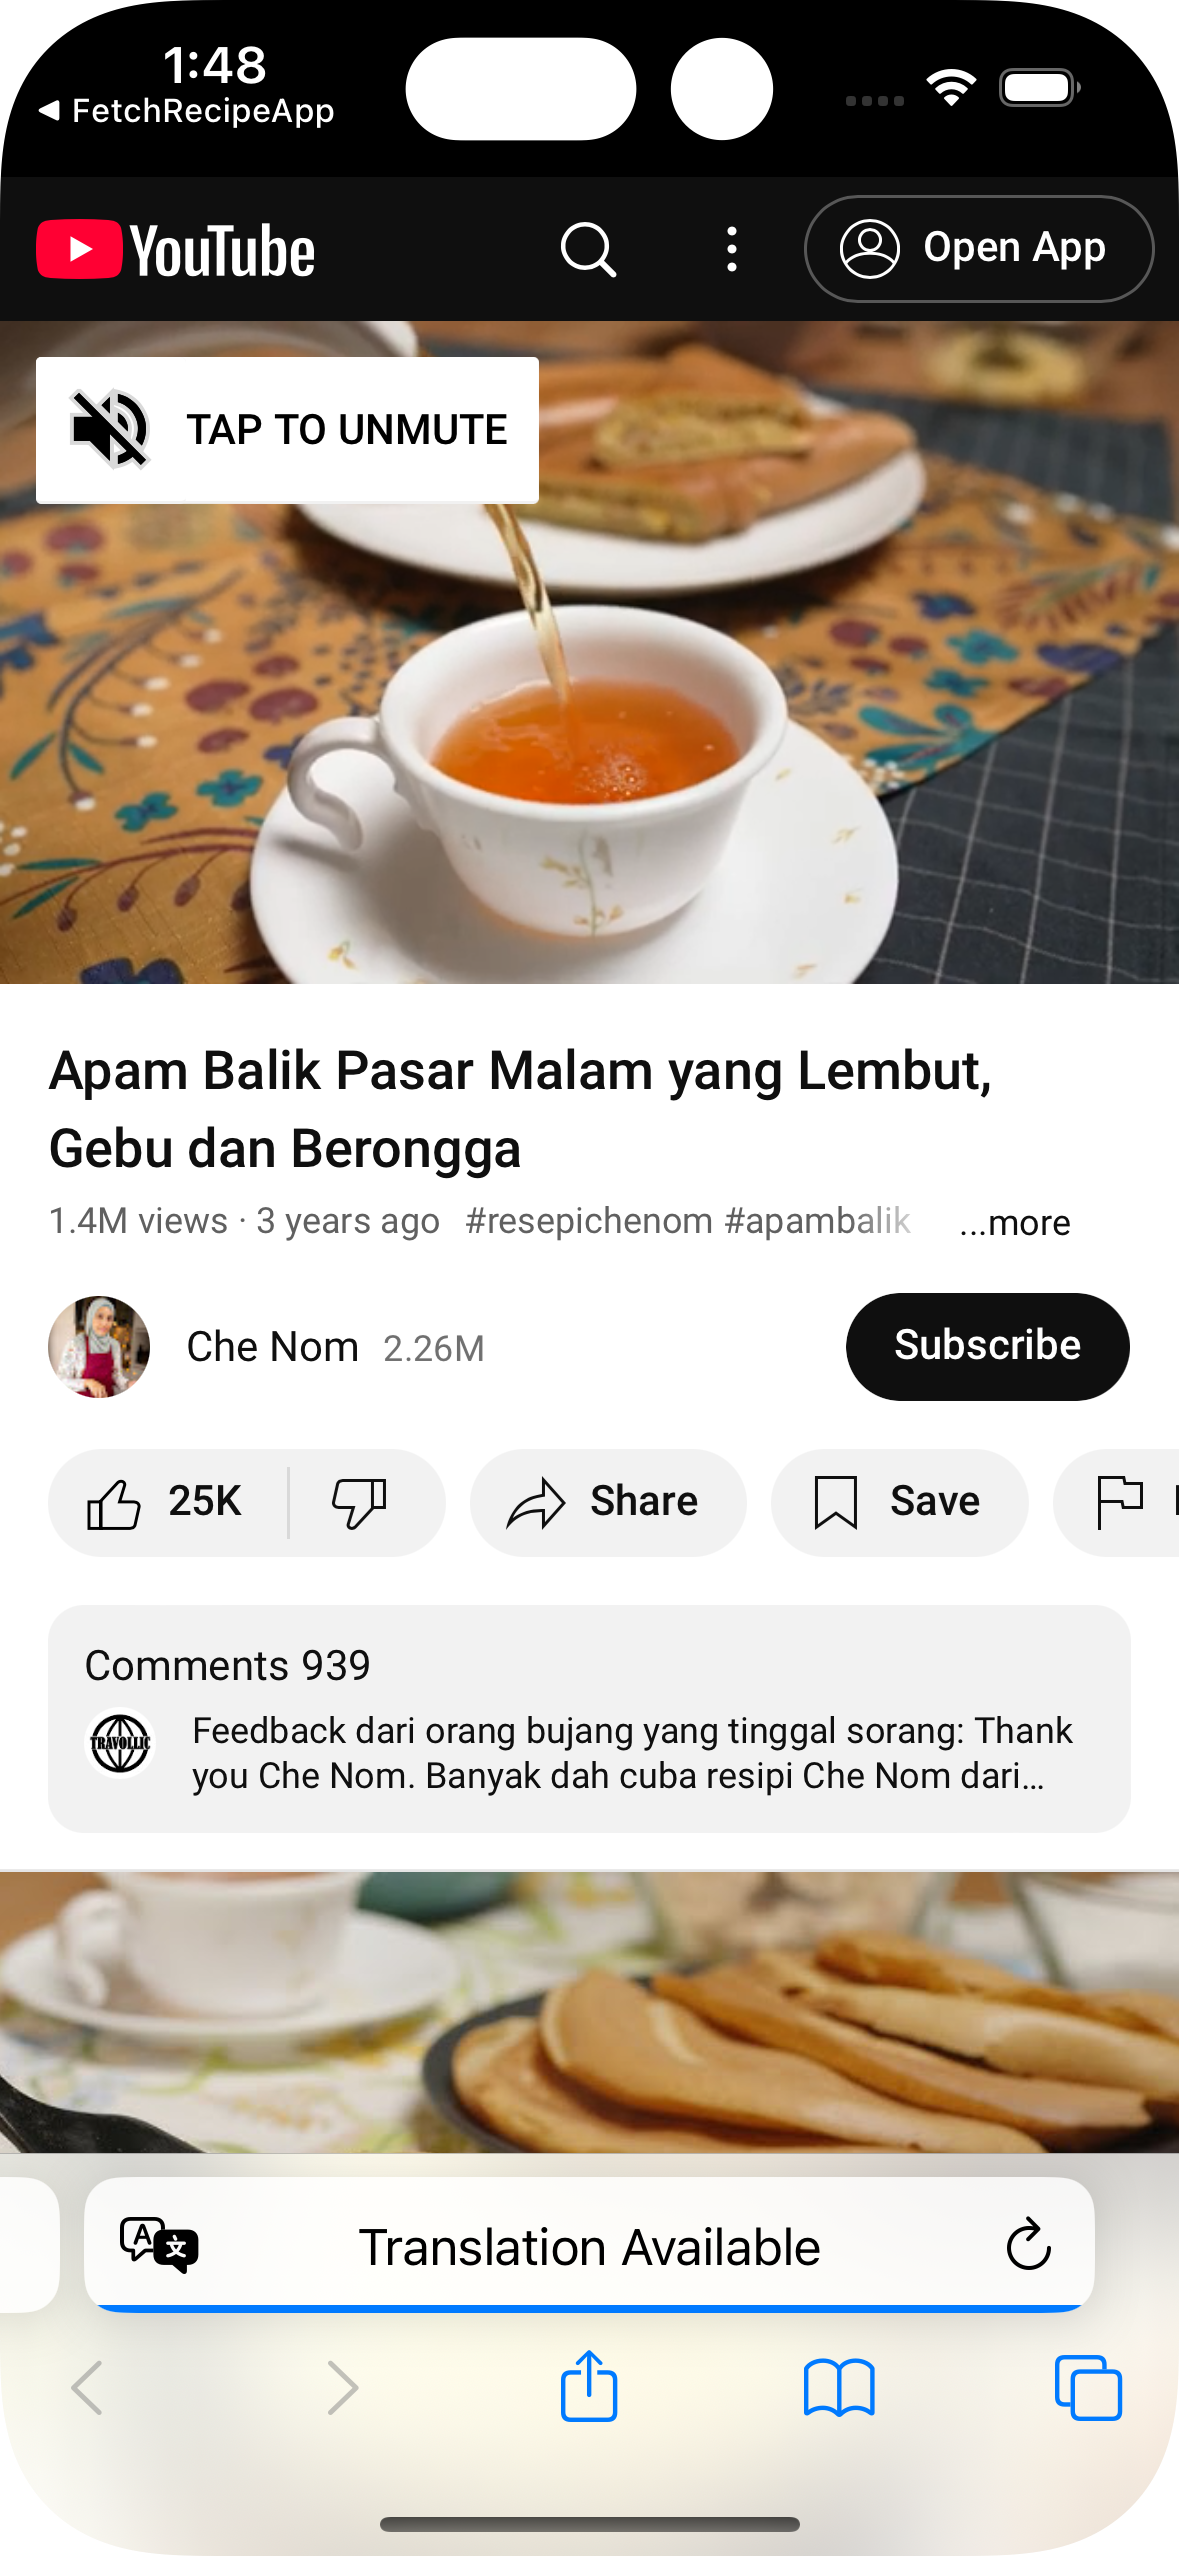 1:48
FetchRecipeApp
YouTube
Open App
TAP TO UNMUTE
Apam Balik Pasar Malam yang Lembut,
Gebu dan Berongga
1.4M views · 3 years ago #resepichenom #apambalik ...more
Che Nom 2.26M
Subscribe
25K
Share
Save
Comments 939
TRAVOLLIC
Feedback dari orang bujang yang tinggal sorang: Thank
you Che Nom. Banyak dah cuba resipi Che Nom dari...
A 文
Translation Available